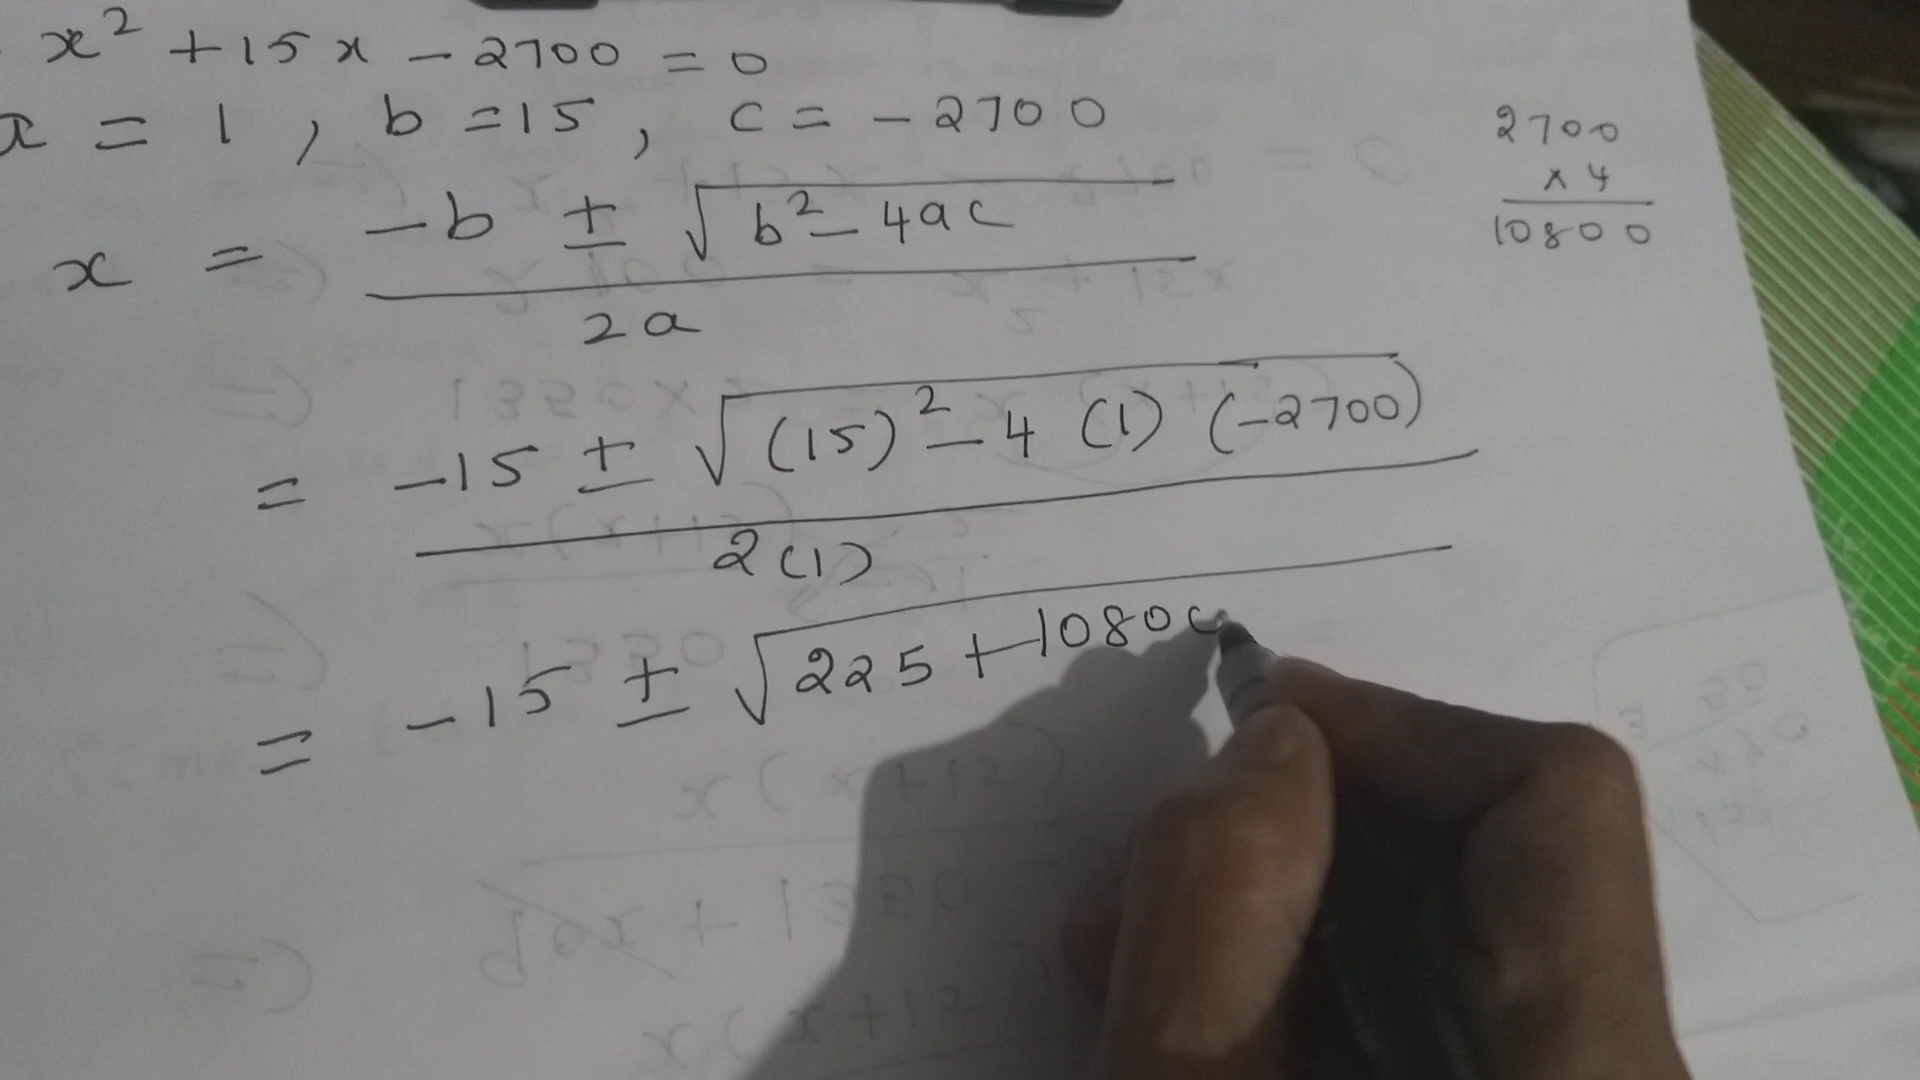 x² + 15x - 2700 = 0
x = 1, b = 15, c = - 2700
x = -b ± √b² - 4ac
2a
= -15 ± √(15)² - 4 (1) (-2700)
2(1)
= -15 ± √225 + 10800
2700
x 4
10800